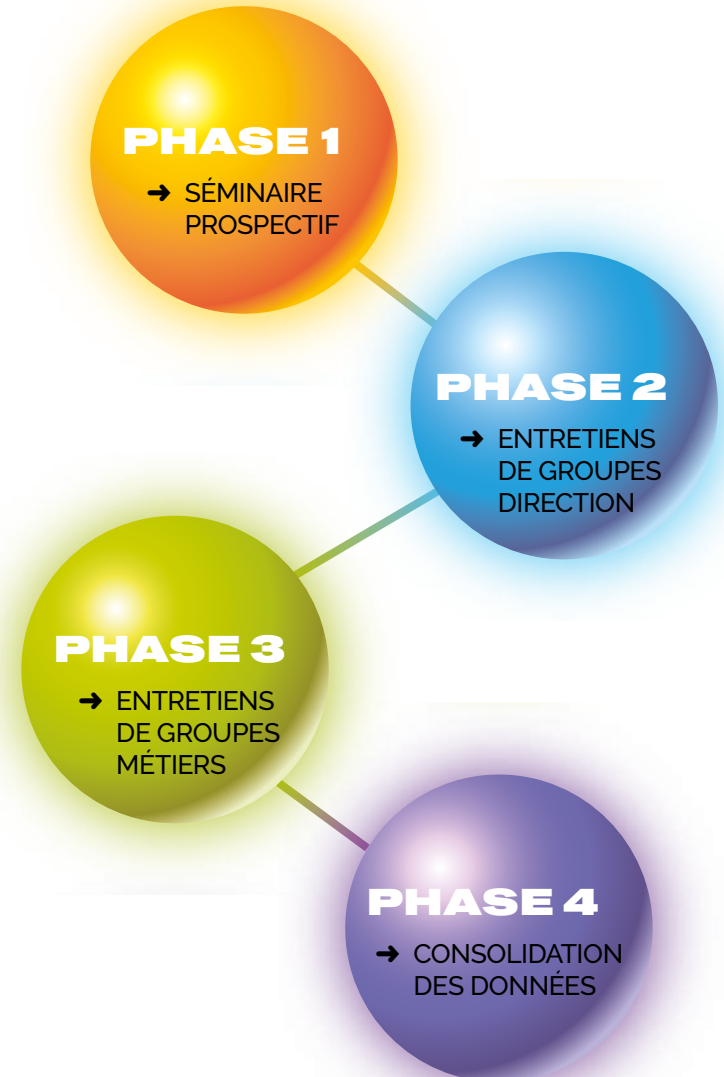 PHASE 1
➜ SÉMINAIRE
PROSPECTIF
PHASE 2
➜ ENTRETIENS
DE GROUPES
DIRECTION
PHASE 3
➜ ENTRETIENS
DE GROUPES
MÉTIERS
PHASE 4
➜ CONSOLIDATION
DES DONNÉES